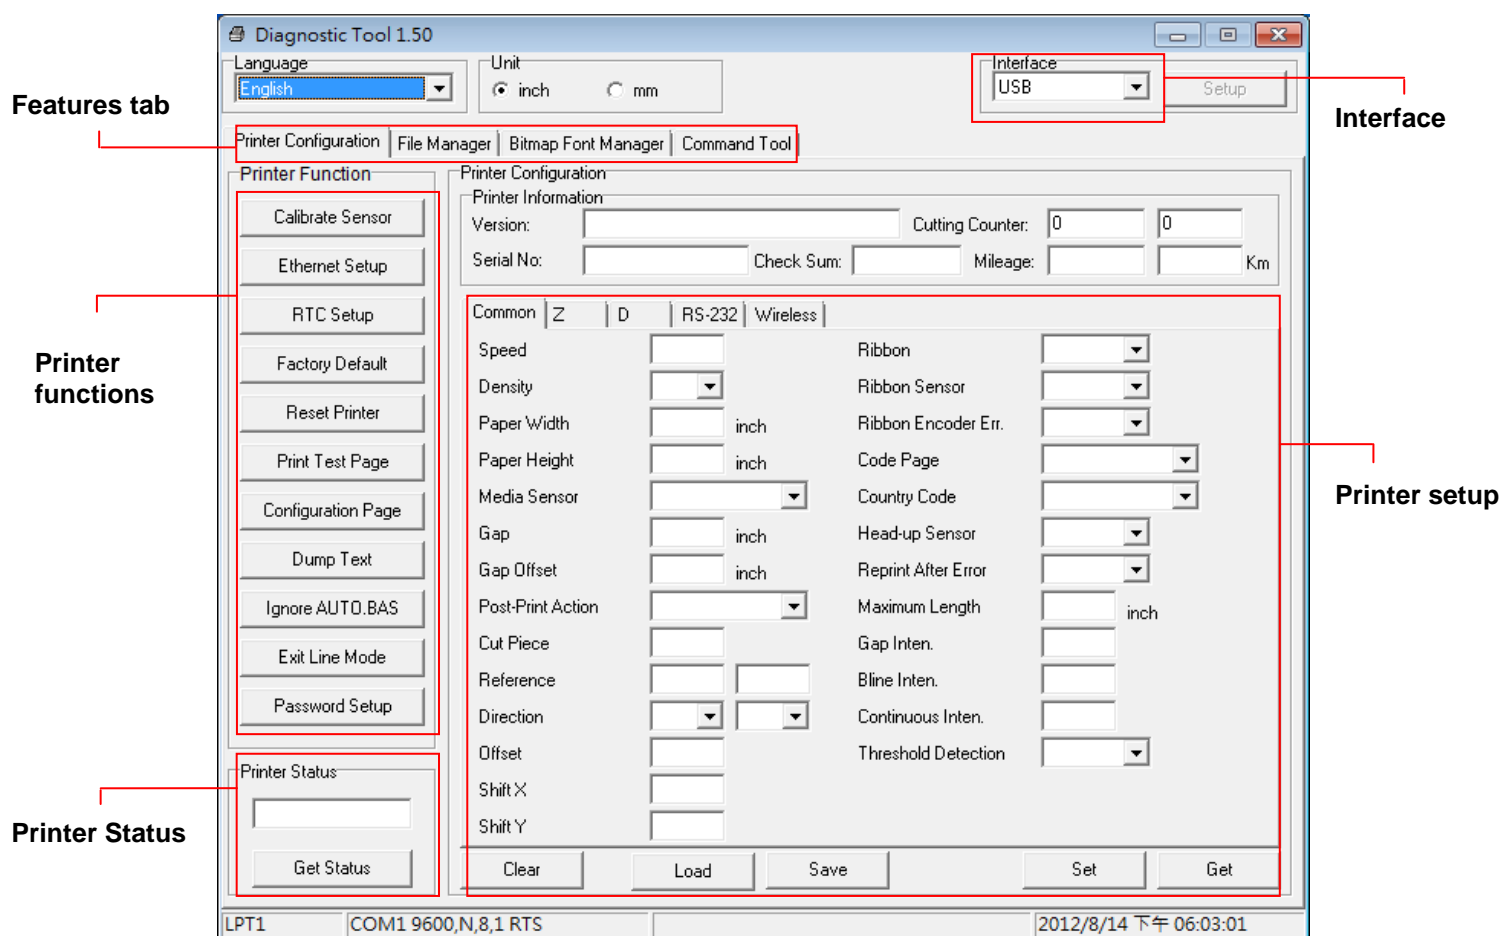 Diagnostic Tool 1.50
Language
Unit
Interface
English
inch
mm
USB
Setup
Features tab
Interface
Printer Configuration
File Manager
Bitmap Font Manager
Command Tool
Printer Function
Printer Configuration
Printer Information
Calibrate Sensor
Version:
Cutting Counter:
0
0
Ethernet Setup
Serial No:
Check Sum:
Mileage:
Km
RTC Setup
Common
Z
D
RS-232
Wireless
Factory Default
Reset Printer
Print Test Page
Configuration Page
Dump Text
Ignore AUTO.BAS
Exit Line Mode
Password Setup
Printer
functions
Speed
Ribbon
Density
Ribbon Sensor
Paper Width
inch
Ribbon Encoder Err.
Paper Height
inch
Code Page
Media Sensor
Country Code
Gap
inch
Head-up Sensor
Gap Offset
inch
Reprint After Error
Post-Print Action
Maximum Length
inch
Cut Piece
Gap Inten.
Reference
Bline Inten.
Direction
Continuous Inten.
Offset
Threshold Detection
Shift X
Shift Y
Printer setup
Printer Status
Printer Status
Get Status
Clear
Load
Save
Set
Get
LPT1
COM1 9600,N,8,1 RTS
2012/8/14 下午 06:03:01